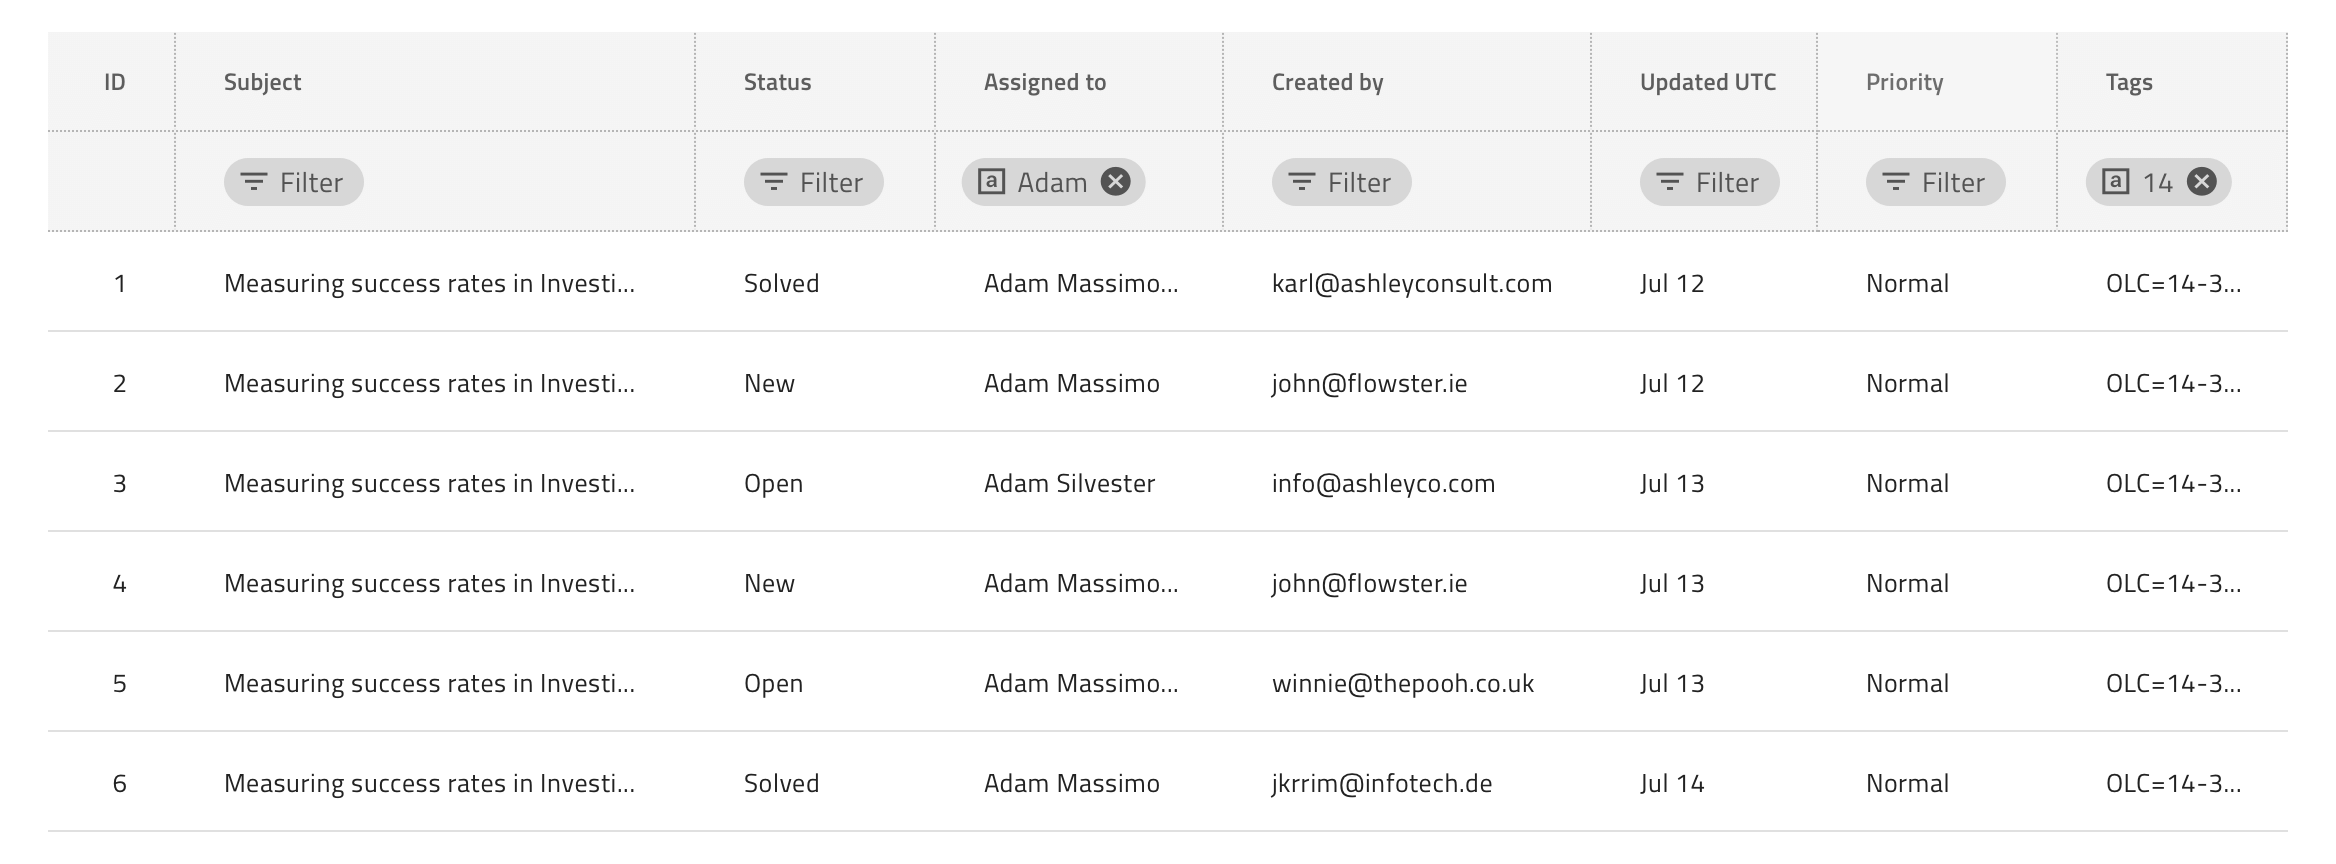 ID Subject Status Assigned to Created by Updated UTC Priority Tags
Filter Filter a Adam Filter Filter Filter a 14
1 Measuring success rates in Investi... Solved Adam Massimo... karl@ashleyconsult.com Jul 12 Normal OLC=14-3...
2 Measuring success rates in Investi... New Adam Massimo john@flowster.ie Jul 12 Normal OLC=14-3...
3 Measuring success rates in Investi... Open Adam Silvester info@ashleyco.com Jul 13 Normal OLC=14-3...
4 Measuring success rates in Investi... New Adam Massimo... john@flowster.ie Jul 13 Normal OLC=14-3...
5 Measuring success rates in Investi... Open Adam Massimo... winnie@thepooh.co.uk Jul 13 Normal OLC=14-3...
6 Measuring success rates in Investi... Solved Adam Massimo jkrrim@infotech.de Jul 14 Normal OLC=14-3...